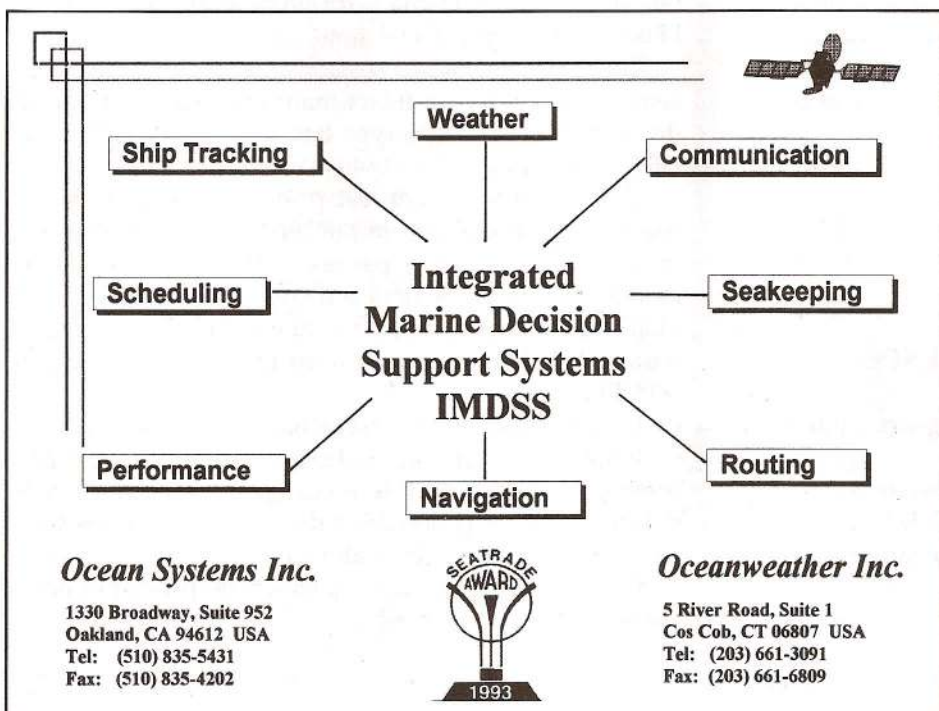 Weather
Ship Tracking
Communication
Scheduling
Integrated
Marine Decision
Support Systems
IMDSS
Seakeeping
Performance
Navigation
Routing
Ocean Systems Inc.
1330 Broadway, Suite 952
Oakland, CA 94612 USA
Tel: (510) 835-5431
Fax: (510) 835-4202
SEATRADE
AWARD
1993
Oceanweather Inc.
5 River Road, Suite 1
Cos Cob, CT 06807 USA
Tel: (203) 661-3091
Fax: (203) 661-6809